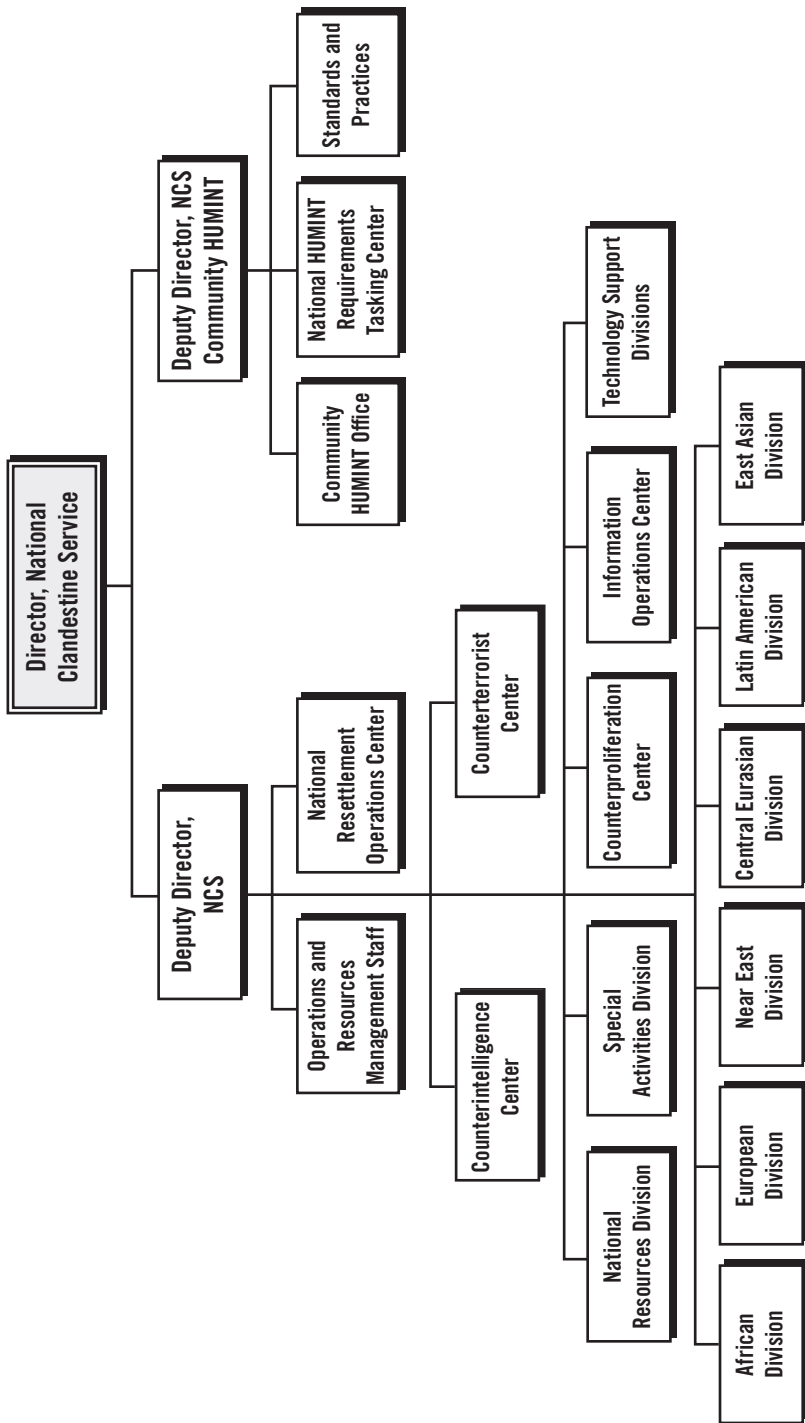 Director, National
Clandestine Service
Deputy Director,
NCS
Deputy Director, NCS
Community HUMINT
Operations and
Resources
Management Staff
National
Resettlement
Operations Center
Community
HUMINT Office
National HUMINT
Requirements
Tasking Center
Standards and
Practices
Counterintelligence
Center
Counterterrorist
Center
National
Resources Division
Special
Activities Division
Counterproliferation
Center
Information
Operations Center
Technology Support
Divisions
African
Division
European
Division
Near East
Division
Central Eurasian
Division
Latin American
Division
East Asian
Division